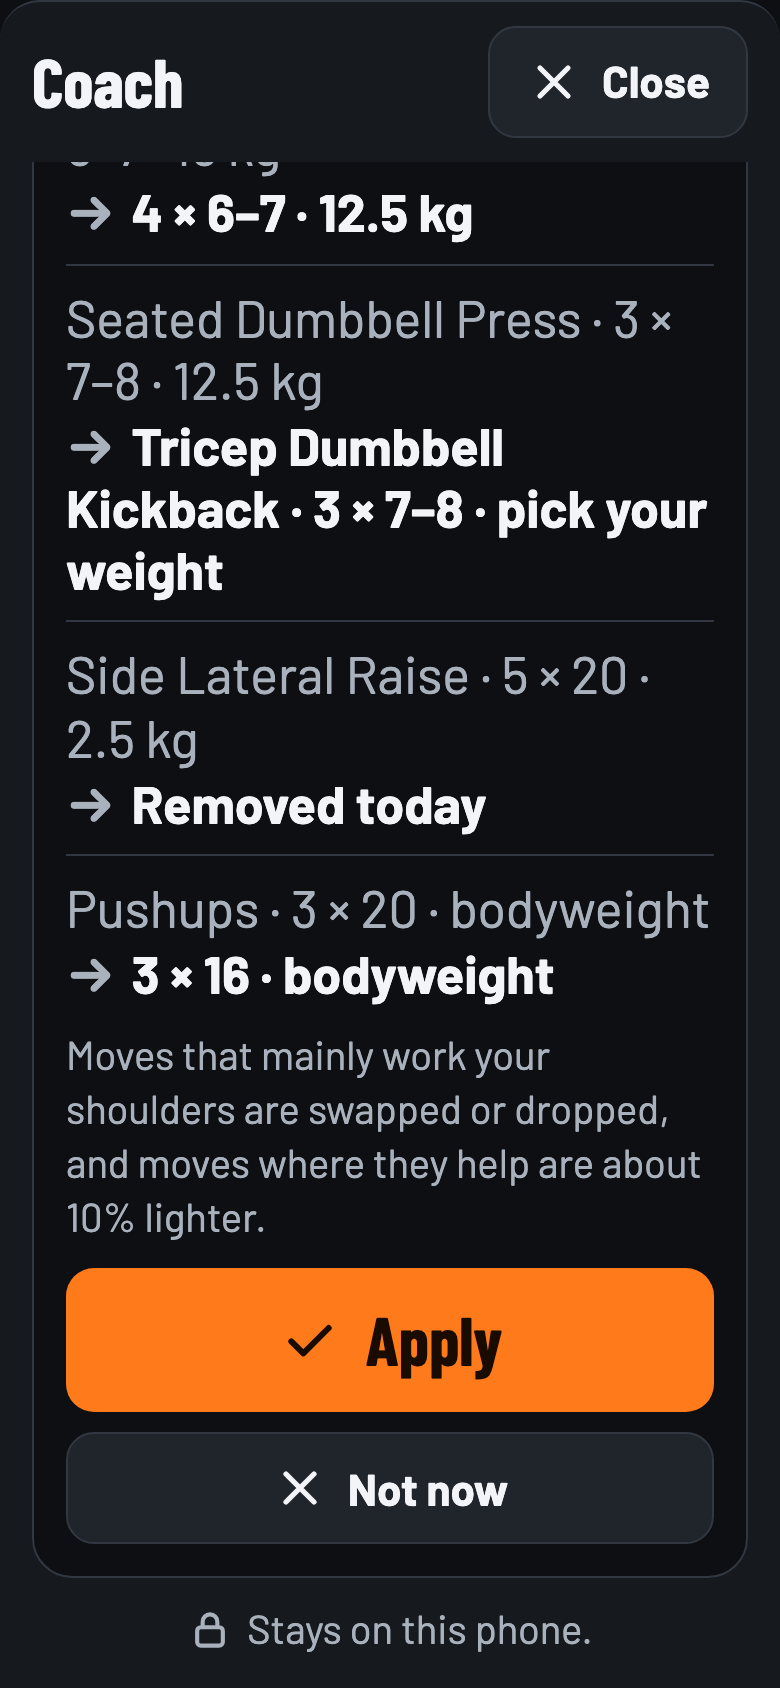 Coach
Close
→ 4 × 6–7 · 12.5 kg
Seated Dumbbell Press · 3 ×
7–8 · 12.5 kg
→ Tricep Dumbbell
Kickback · 3 × 7–8 · pick your
weight
Side Lateral Raise · 5 × 20 ·
2.5 kg
→ Removed today
Pushups · 3 × 20 · bodyweight
→ 3 × 16 · bodyweight
Moves that mainly work your
shoulders are swapped or dropped,
and moves where they help are about
10% lighter.
Apply
Not now
Stays on this phone.